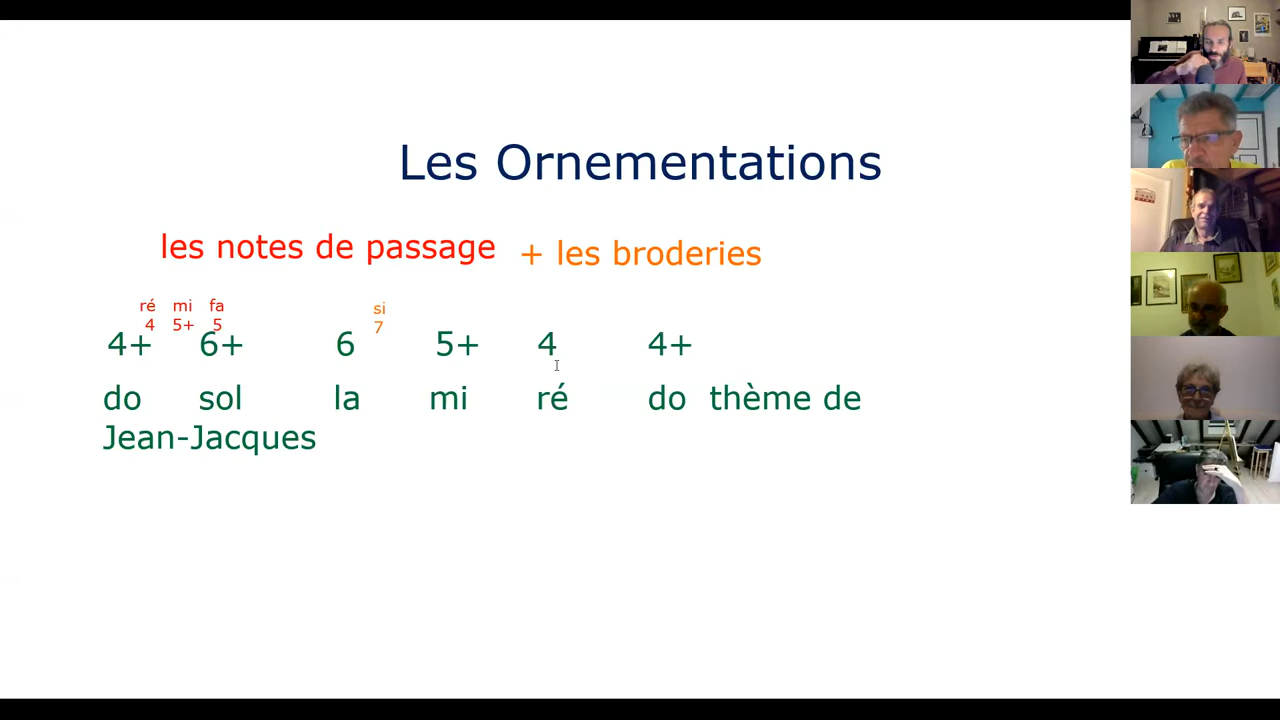 Les Ornementations
les notes de passage + les broderies
ré mi fa si
4 5+ 5 7
4+ 6+ 6 5+ 4 4+
do sol la mi ré do thème de
Jean-Jacques